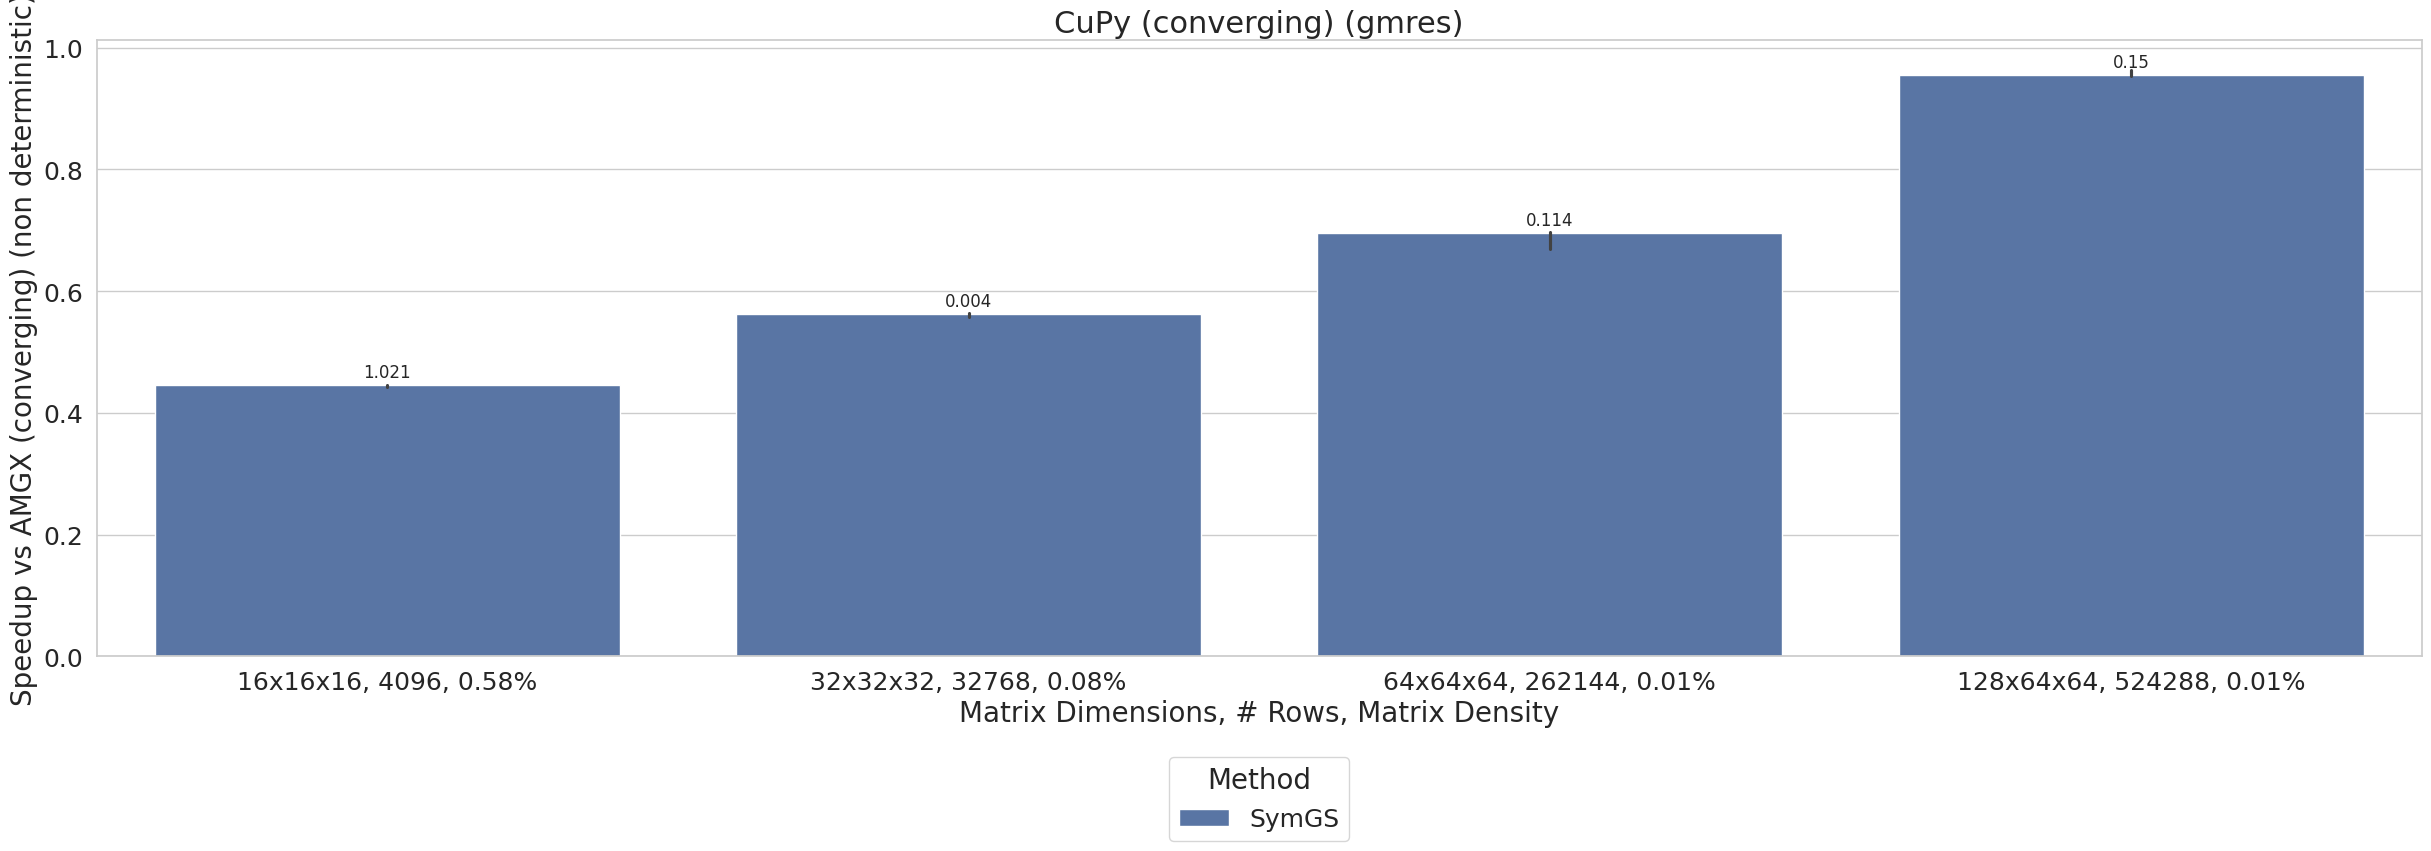 CuPy (converging) (gmres)
Speedup vs AMGX (converging) (non deterministic)
1.0
0.8
0.6
0.4
0.2
0.0
1.021
0.004
0.114
0.15
16x16x16, 4096, 0.58%
32x32x32, 32768, 0.08%
64x64x64, 262144, 0.01%
128x64x64, 524288, 0.01%
Matrix Dimensions, # Rows, Matrix Density
Method
SymGS